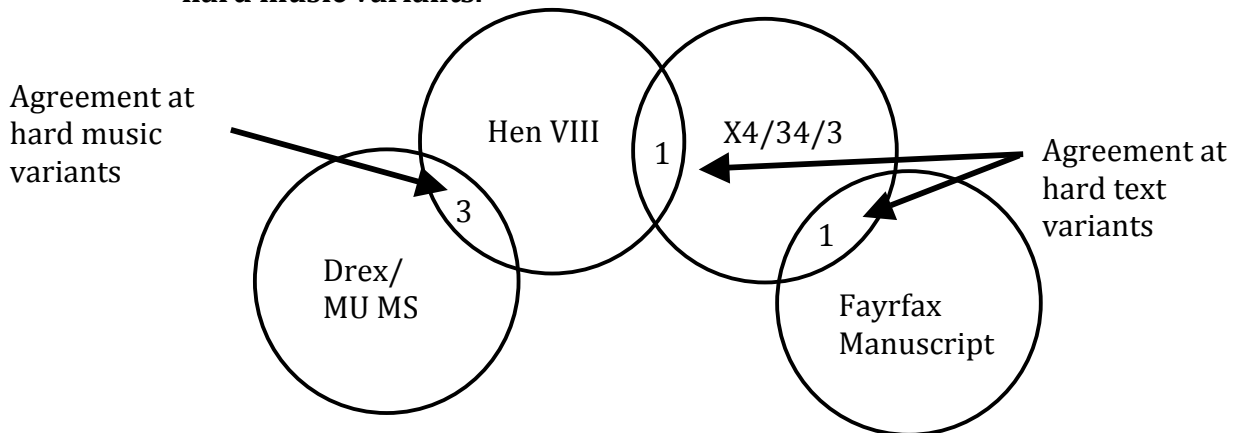 hard music variants.
Agreement at
hard music
variants
Hen VIII
1
X4/34/3
Agreement at
hard text
variants
3
1
Drex/
MU MS
Fayrfax
Manuscript